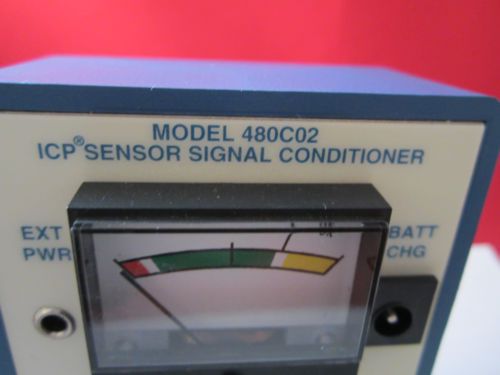 MODEL 480C02
ICP® SENSOR SIGNAL CONDITIONER
EXT
PWR
BATT
CHG